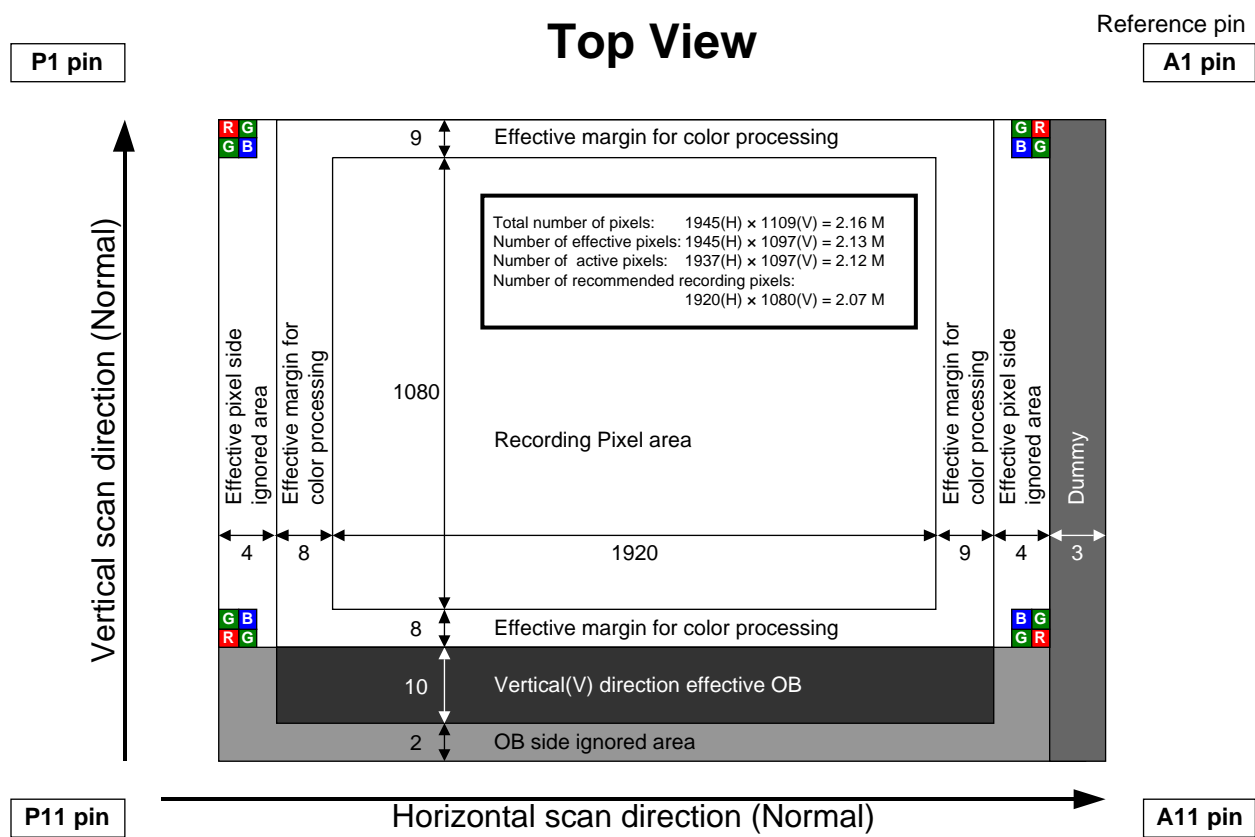 Top View
Reference pin
P1 pin
A1 pin
R G
G B
9
Effective margin for color processing
G R
B G
Total number of pixels: 1945(H) × 1109(V) = 2.16 M
Number of effective pixels: 1945(H) × 1097(V) = 2.13 M
Number of active pixels: 1937(H) × 1097(V) = 2.12 M
Number of recommended recording pixels:
1920(H) × 1080(V) = 2.07 M
Vertical scan direction (Normal)
Effective pixel side
ignored area
Effective margin for
color processing
1080
Recording Pixel area
Effective margin for
color processing
Effective pixel side
ignored area
Dummy
4
8
1920
9
4
3
G B
R G
8
Effective margin for color processing
B G
G R
10
Vertical(V) direction effective OB
2
OB side ignored area
P11 pin
Horizontal scan direction (Normal)
A11 pin